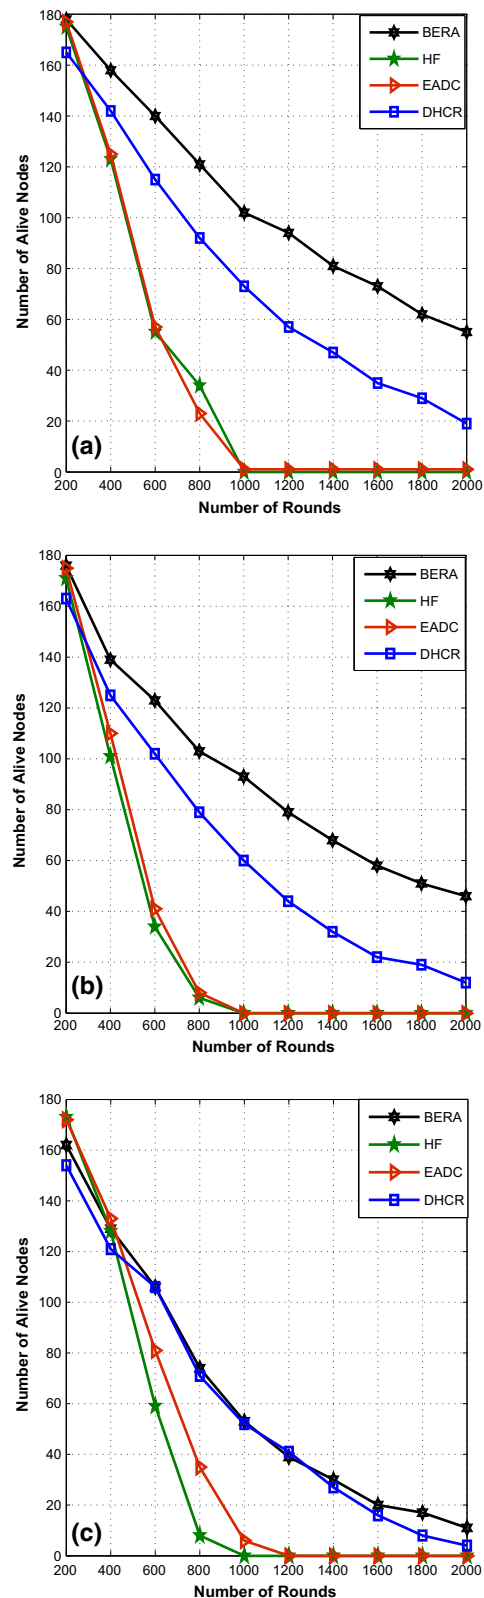 180
160
140
120
100
80
60
40
20
0
Number of Alive Nodes
BERA
HF
EADC
DHCR
(a)
200 400 600 800 1000 1200 1400 1600 1800 2000
Number of Rounds
180
160
140
120
100
80
60
40
20
0
Number of Alive Nodes
BERA
HF
EADC
DHCR
(b)
200 400 600 800 1000 1200 1400 1600 1800 2000
Number of Rounds
180
160
140
120
100
80
60
40
20
0
Number of Alive Nodes
BERA
HF
EADC
DHCR
(c)
200 400 600 800 1000 1200 1400 1600 1800 2000
Number of Rounds